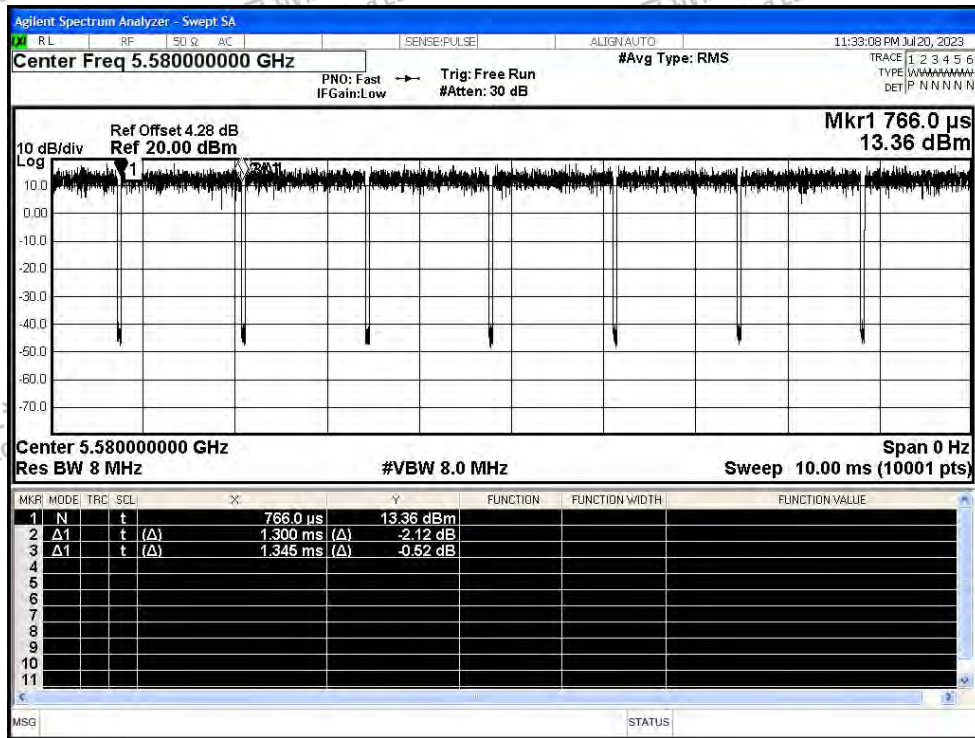 Agilent Spectrum Analyzer - Swept SA
LXI RL RF 50 Ω AC SENSE:PULSE ALIGN AUTO 11:33:08 PM Jul 20, 2023
Center Freq 5.580000000 GHz #Avg Type: RMS TRACE 1 2 3 4 5 6
PNO: Fast Trig: Free Run TYPE WWWWWW
IFGain:Low #Atten: 30 dB DET P N N N N N
Ref Offset 4.28 dB Mkr1 766.0 µs
10 dB/div Ref 20.00 dBm 13.36 dBm
Log
1
10.0
0.00
-10.0
-20.0
-30.0
-40.0
-50.0
-60.0
-70.0
Center 5.580000000 GHz Span 0 Hz
Res BW 8 MHz #VBW 8.0 MHz Sweep 10.00 ms (10001 pts)
MKR MODE TRC SCL X Y FUNCTION FUNCTION WIDTH FUNCTION VALUE
1 N t 766.0 µs 13.36 dBm
2 Δ1 t (Δ) 1.300 ms (Δ) -2.12 dB
3 Δ1 t (Δ) 1.345 ms (Δ) -0.52 dB
4
5
6
7
8
9
10
11
MSG STATUS